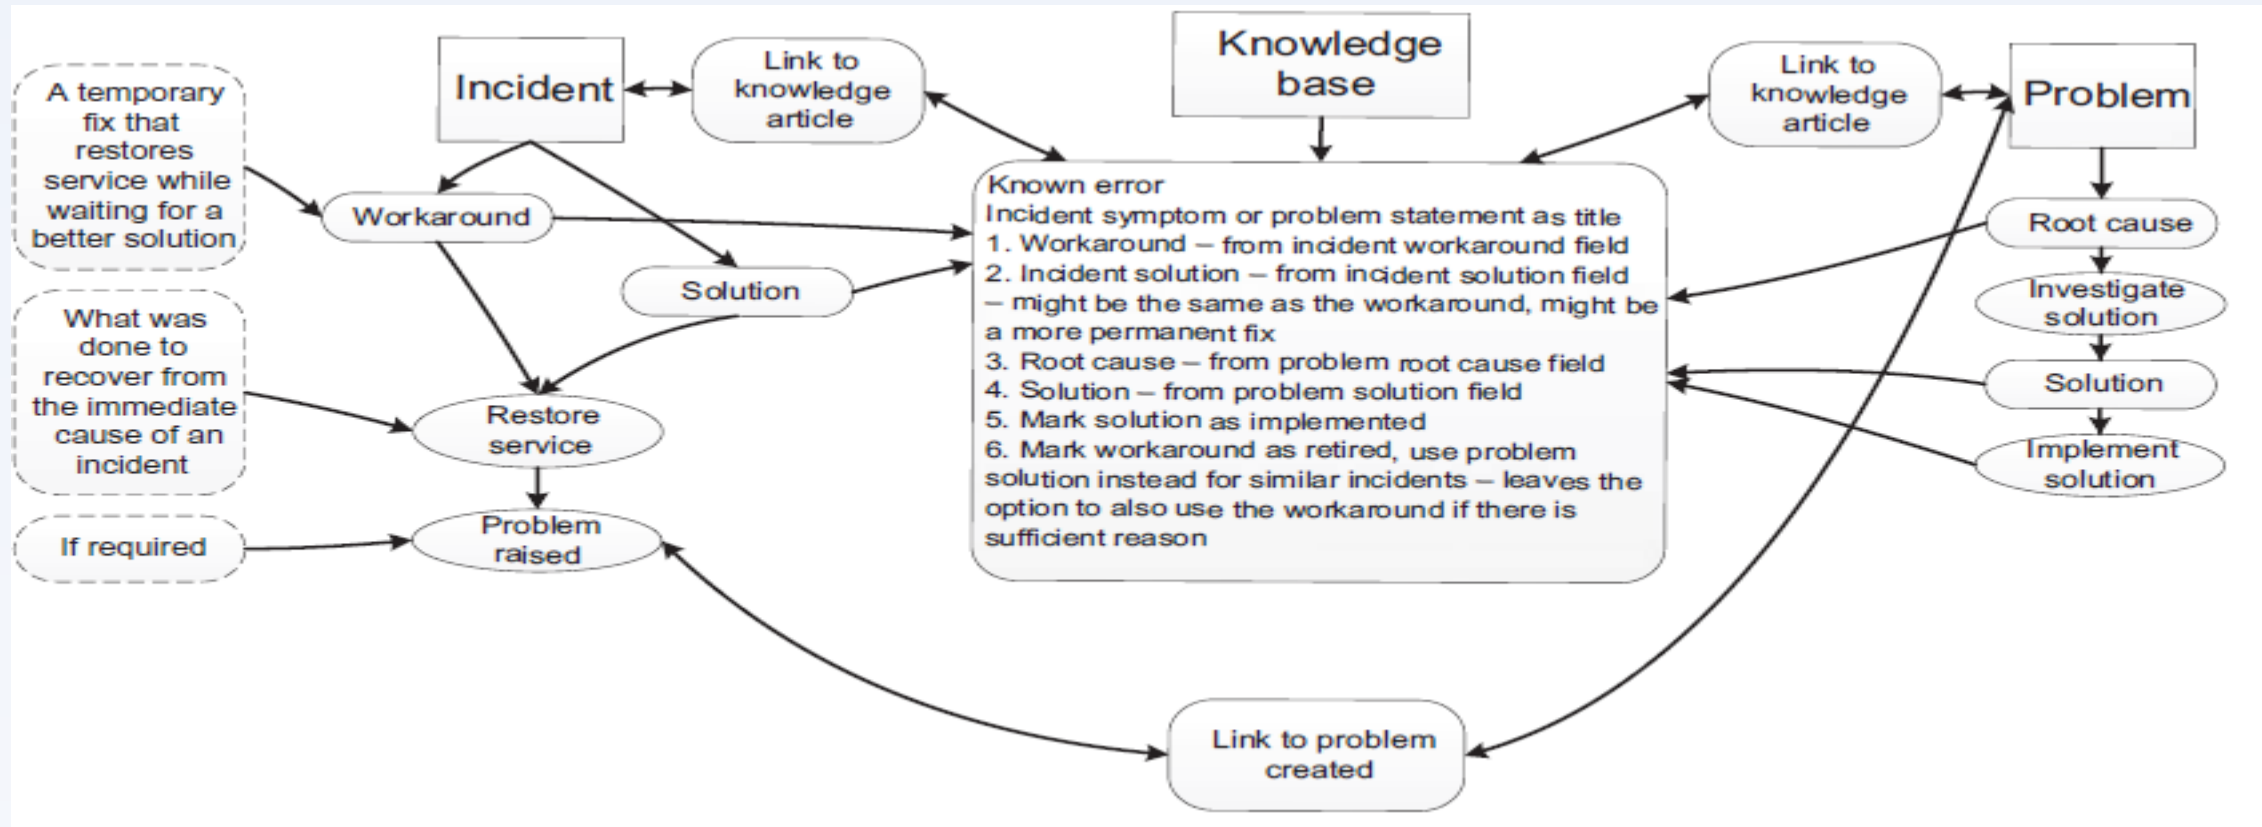 A temporary
fix that
restores
service while
waiting for a
better solution
What was
done to
recover from
the immediate
cause of an
incident
If required
Incident
Link to
knowledge
article
Workaround
Solution
Restore
service
Problem
raised
Knowledge
base
Known error
Incident symptom or problem statement as title
1. Workaround – from incident workaround field
2. Incident solution – from incident solution field
– might be the same as the workaround, might be
a more permanent fix
3. Root cause – from problem root cause field
4. Solution – from problem solution field
5. Mark solution as implemented
6. Mark workaround as retired, use problem
solution instead for similar incidents – leaves the
option to also use the workaround if there is
sufficient reason
Link to problem
created
Link to
knowledge
article
Problem
Root cause
Investigate
solution
Solution
Implement
solution